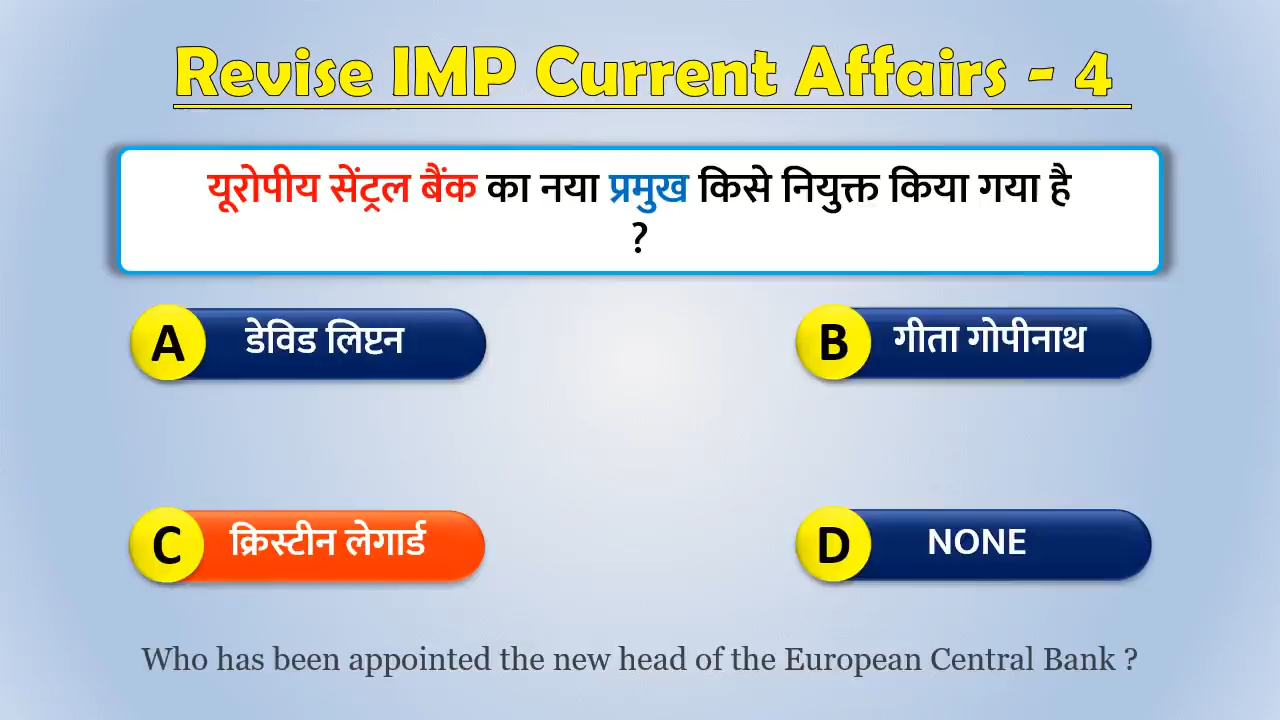 Revise IMP Current Affairs - 4
यूरोपीय सेंट्रल बैंक का नया प्रमुख किसे नियुक्त किया गया है
?
A डेविड लिप्टन
B गीता गोपीनाथ
C क्रिस्टीन लेगार्ड
D NONE
Who has been appointed the new head of the European Central Bank ?